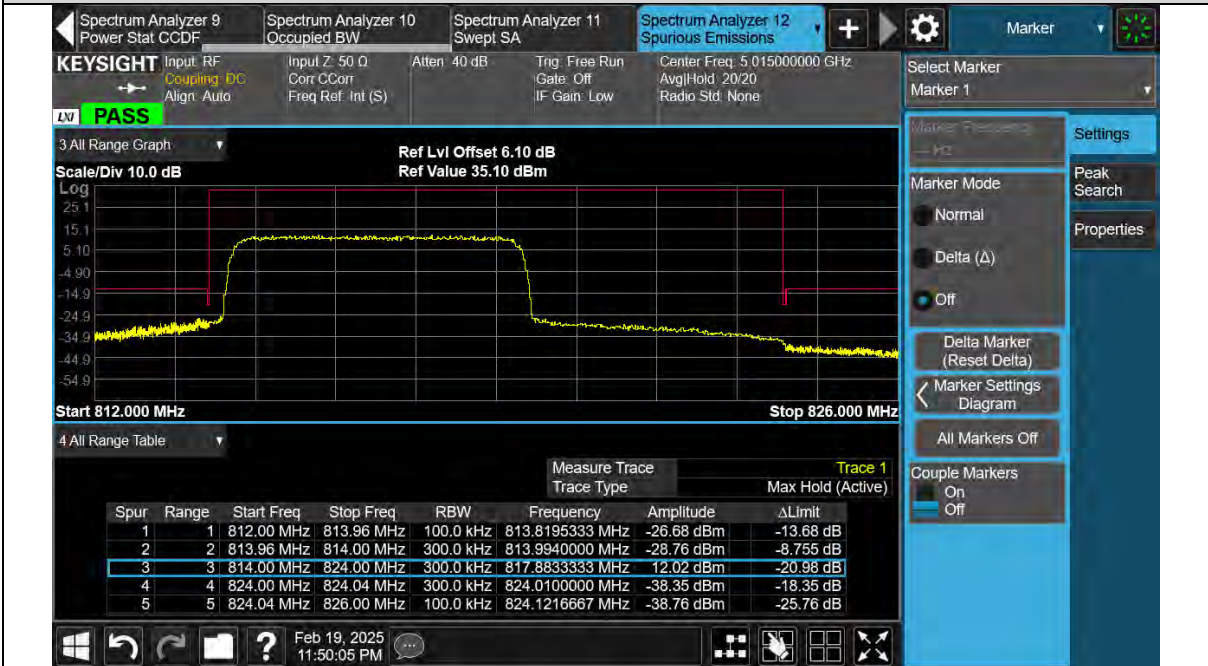 Spectrum Analyzer 9
Power Stat CCDF
Spectrum Analyzer 10
Occupied BW
Spectrum Analyzer 11
Swept SA
Spectrum Analyzer 12
Spurious Emissions
+
Marker
KEYSIGHT
Input: RF
Coupling: DC
Align: Auto
Input Z: 50 Ω
Corr CCorr
Freq Ref: Int (S)
Atten: 40 dB
Trig: Free Run
Gate: Off
IF Gain: Low
Center Freq: 5.015000000 GHz
Avg|Hold: 20/20
Radio Std: None
LXI
PASS
Select Marker
Marker 1
3 All Range Graph
Ref Lvl Offset 6.10 dB
Scale/Div 10.0 dB
Ref Value 35.10 dBm
Log
25.1
15.1
5.10
-4.90
-14.9
-24.9
-34.9
-44.9
-54.9
Start 812.000 MHz
Stop 826.000 MHz
Marker Frequency
--- Hz
Marker Mode
Normal
Delta (Δ)
Off
Delta Marker
(Reset Delta)
Marker Settings
Diagram
All Markers Off
Couple Markers
On
Off
Settings
Peak
Search
Properties
4 All Range Table
Measure Trace Trace 1
Trace Type Max Hold (Active)
Spur Range Start Freq Stop Freq RBW Frequency Amplitude ΔLimit
1 1 812.00 MHz 813.96 MHz 100.0 kHz 813.8195333 MHz -26.68 dBm -13.68 dB
2 2 813.96 MHz 814.00 MHz 300.0 kHz 813.9940000 MHz -28.76 dBm -8.755 dB
3 3 814.00 MHz 824.00 MHz 300.0 kHz 817.8833333 MHz 12.02 dBm -20.98 dB
4 4 824.00 MHz 824.04 MHz 300.0 kHz 824.0100000 MHz -38.35 dBm -18.35 dB
5 5 824.04 MHz 826.00 MHz 100.0 kHz 824.1216667 MHz -38.76 dBm -25.76 dB
?
Feb 19, 2025
11:50:05 PM